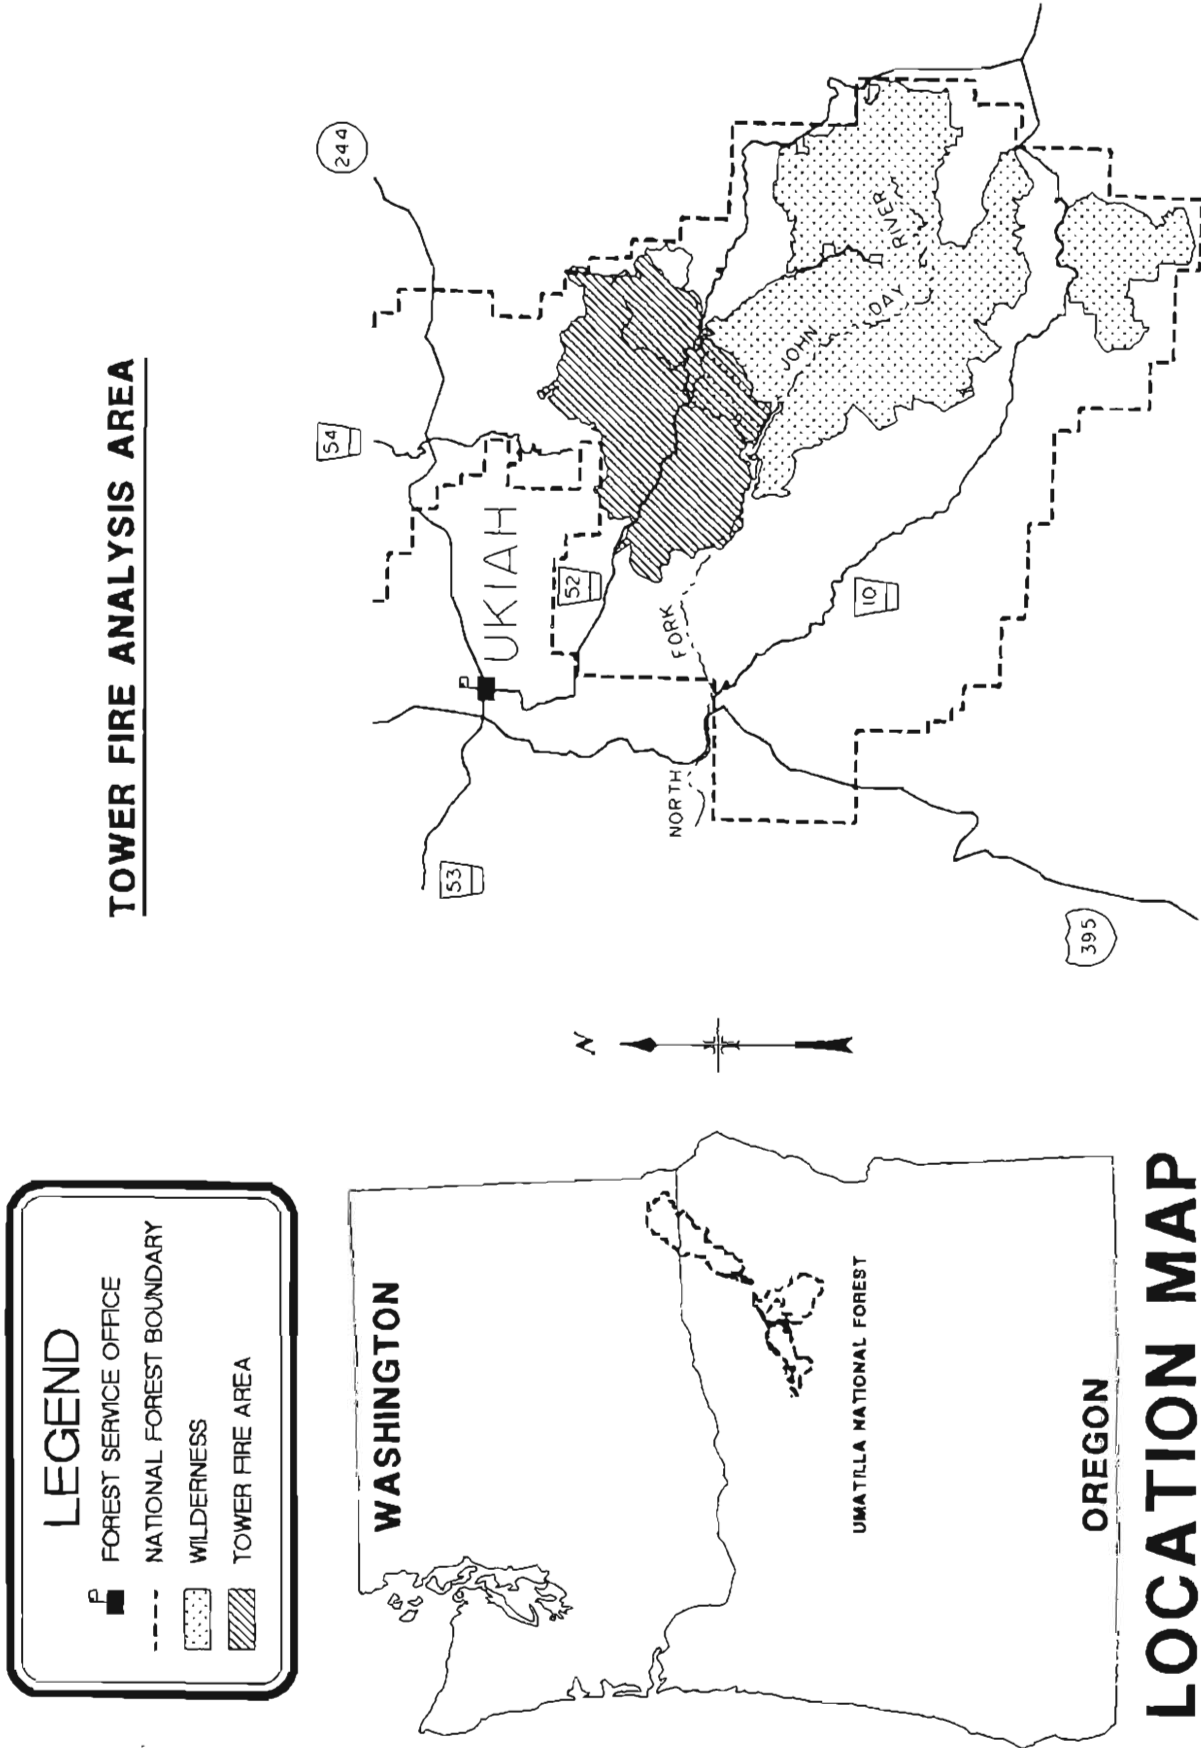 TOWER FIRE ANALYSIS AREA
244
54
UKIAH
52
53
FORK
NORTH
JOHN
DAY
RIVER
10
395
N
LEGEND
FOREST SERVICE OFFICE
NATIONAL FOREST BOUNDARY
WILDERNESS
TOWER FIRE AREA
WASHINGTON
UMATILLA NATIONAL FOREST
OREGON
LOCATION MAP